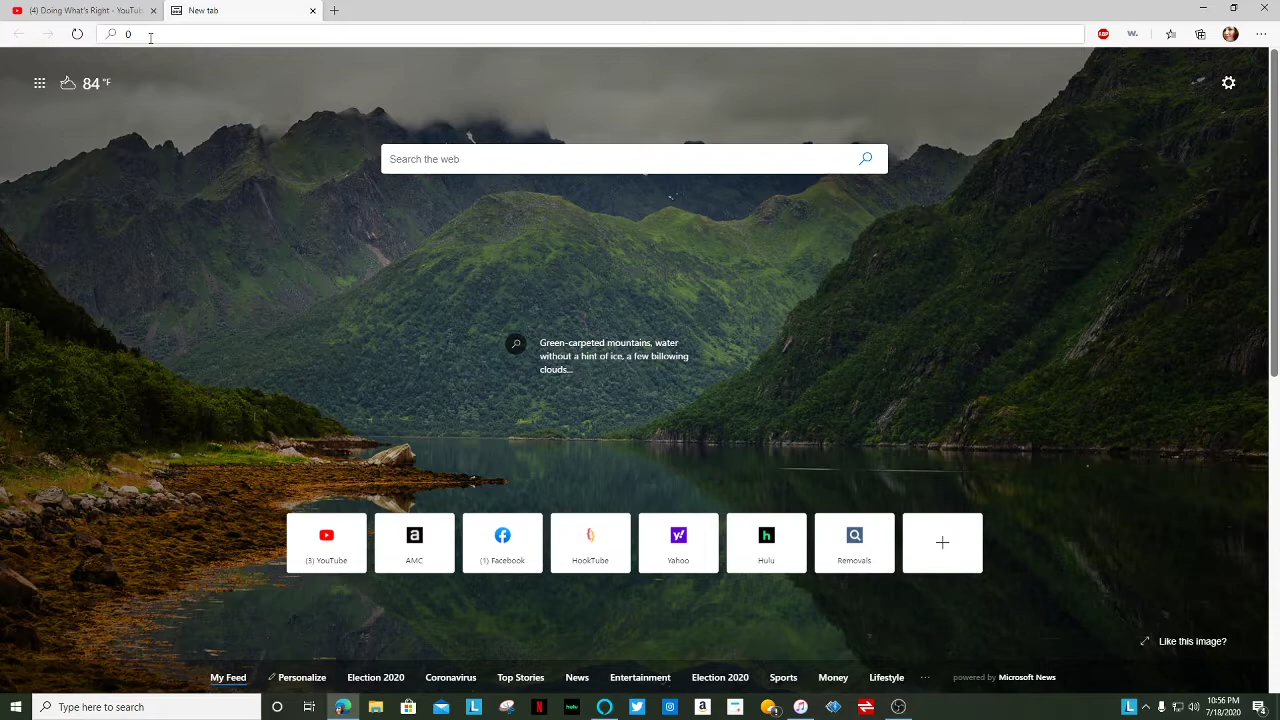 (4) Doing What's Right - YouTub
New tab
0
ABP
W.
84 °F
Search the web
Green-carpeted mountains, water
without a hint of ice, a few billowing
clouds...
(3) YouTube
AMC
(1) Facebook
HookTube
Yahoo
Hulu
Removals
Like this image?
My Feed
Personalize
Election 2020
Coronavirus
Top Stories
News
Entertainment
Election 2020
Sports
Money
Lifestyle
...
powered by Microsoft News
Type here to search
hulu
10:56 PM
7/18/2020